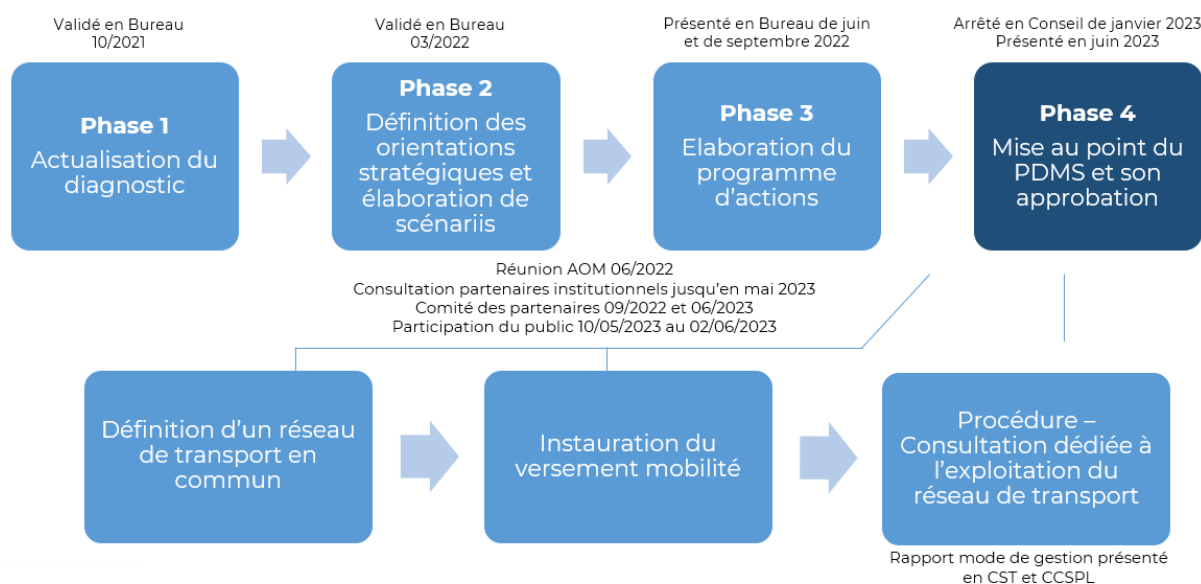 Validé en Bureau
10/2021
Validé en Bureau
03/2022
Présenté en Bureau de juin
et de septembre 2022
Arrêté en Conseil de janvier 2023
Présenté en juin 2023
Phase 1
Actualisation du
diagnostic
Phase 2
Définition des
orientations
stratégiques et
élaboration de
scénariis
Phase 3
Elaboration du
programme
d'actions
Phase 4
Mise au point du
PDMS et son
approbation
Réunion AOM 06/2022
Consultation partenaires institutionnels jusqu'en mai 2023
Comité des partenaires 09/2022 et 06/2023
Participation du public 10/05/2023 au 02/06/2023
Définition d'un réseau
de transport en
commun
Instauration du
versement mobilité
Procédure –
Consultation dédiée à
l'exploitation du
réseau de transport
Rapport mode de gestion présenté
en CST et CCSPL